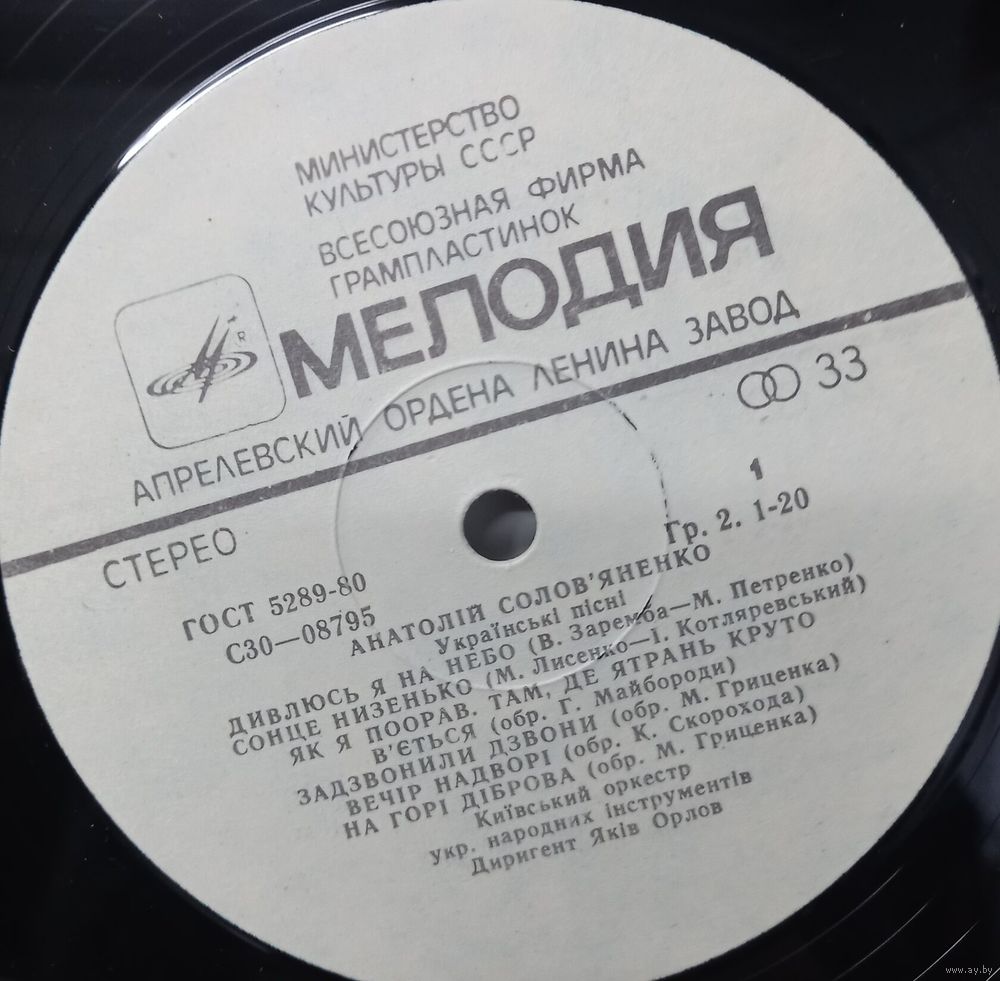 МИНИСТЕРСТВО
КУЛЬТУРЫ СССР
ВСЕСОЮЗНАЯ ФИРМА
ГРАМПЛАСТИНОК
МЕЛОДИЯ
R
АПРЕЛЕВСКИЙ ОРДЕНА ЛЕНИНА ЗАВОД
33
СТЕРЕО
1
ГОСТ 5289-80
Гр. 2. 1-20
С30—08795
АНАТОЛІЙ СОЛОВ'ЯНЕНКО
Українські пісні
ДИВЛЮСЬ Я НА НЕБО (В. Заремба—М. Петренко)
СОНЦЕ НИЗЕНЬКО (М. Лисенко—І. Котляревський)
ЯК Я ПООРАВ. ТАМ, ДЕ ЯТРАНЬ КРУТО
В'ЄТЬСЯ (обр. Г. Майбороди)
ЗАДЗВОНИЛИ ДЗВОНИ (обр. М. Гриценка)
ВЕЧІР НАДВОРІ (обр. К. Скорохода)
НА ГОРІ ДІБРОВА (обр. М. Гриценка)
Київський оркестр
укр. народних інструментів
Диригент Яків Орлов
www.ay.by